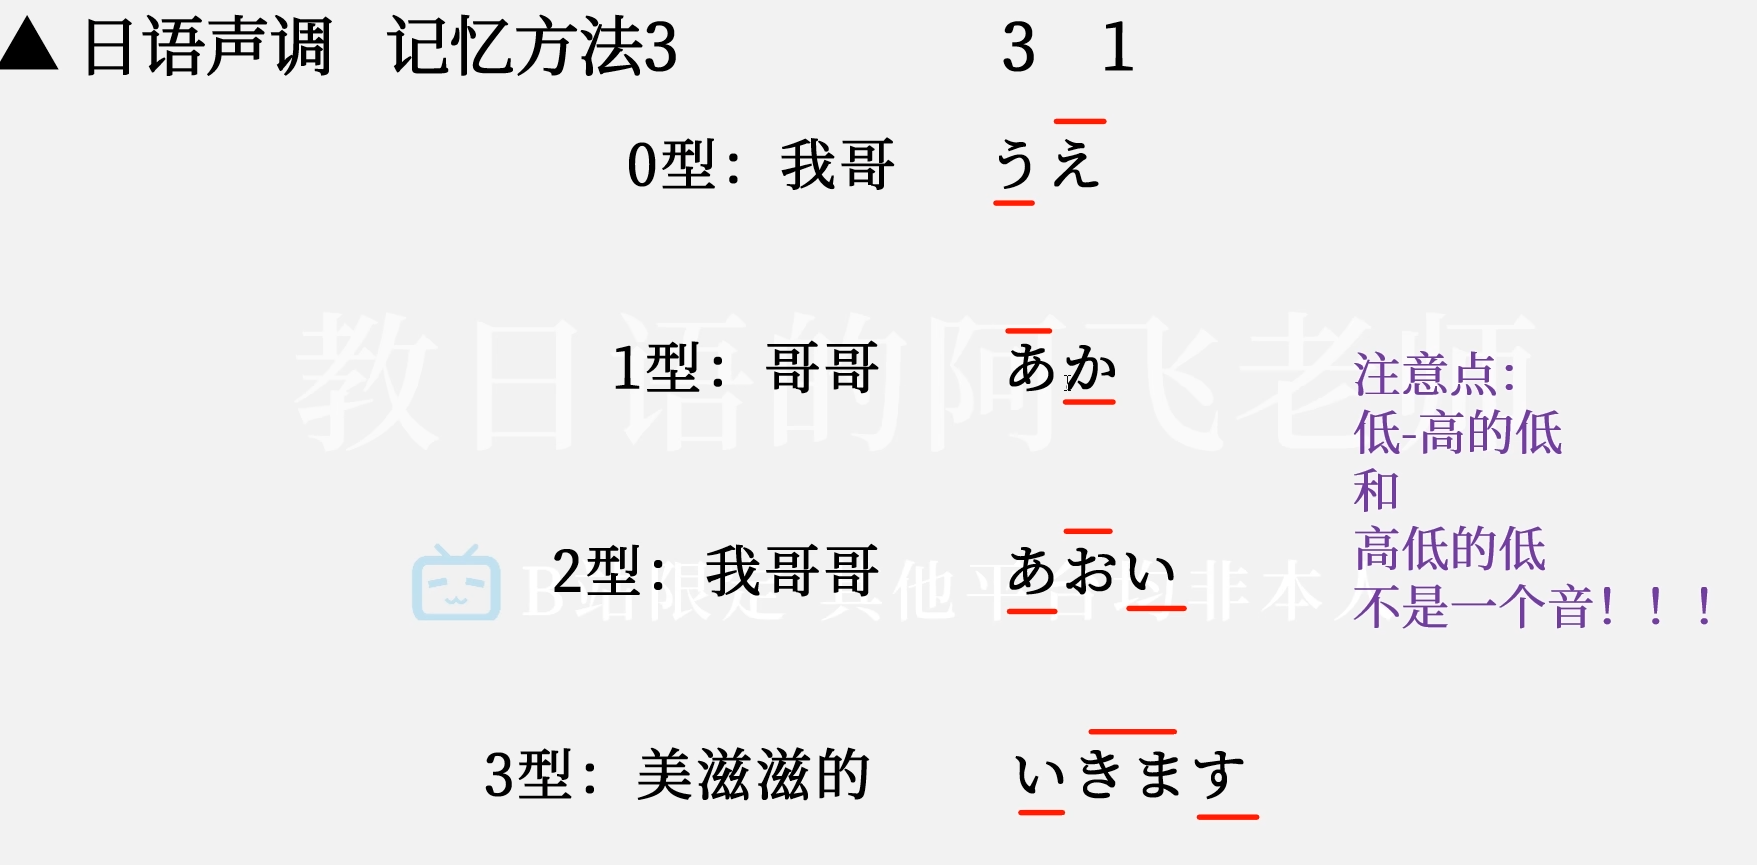 ▲ 日语声调 记忆方法3 3 1
0型：我哥 うえ
1型：哥哥 あか
2型：我哥哥 あおい
3型：美滋滋的 いきます
注意点：
低-高的低
和
高低的低
不是一个音！！！
教日语的阿飞老师
B站限定 其他平台均非本人